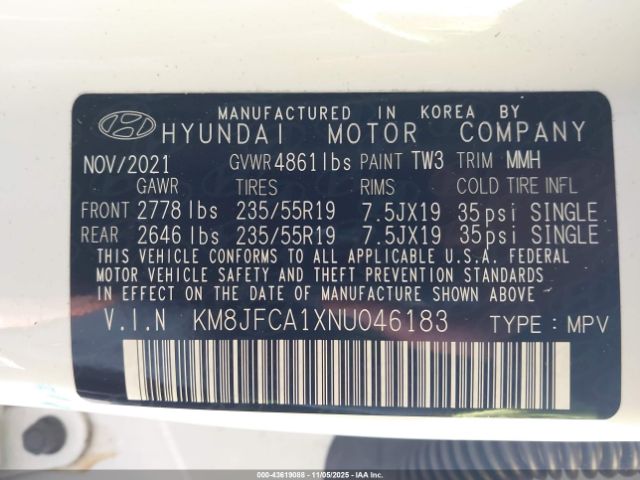 MANUFACTURED IN KOREA BY
HYUNDAI MOTOR COMPANY
NOV/2021 GVWR 4861 lbs PAINT TW3 TRIM MMH
GAWR TIRES RIMS COLD TIRE INFL
FRONT 2778 lbs 235/55R19 7.5JX19 35psi SINGLE
REAR 2646 lbs 235/55R19 7.5JX19 35psi SINGLE
THIS VEHICLE CONFORMS TO ALL APPLICABLE U.S.A. FEDERAL
MOTOR VEHICLE SAFETY AND THEFT PREVENTION STANDARDS
IN EFFECT ON THE DATE OF MANUFACTURE SHOWN ABOVE.
V.I.N KM8JFCA1XNU046183 TYPE : MPV
000-43619088 - 11/05/2025 - IAA Inc.